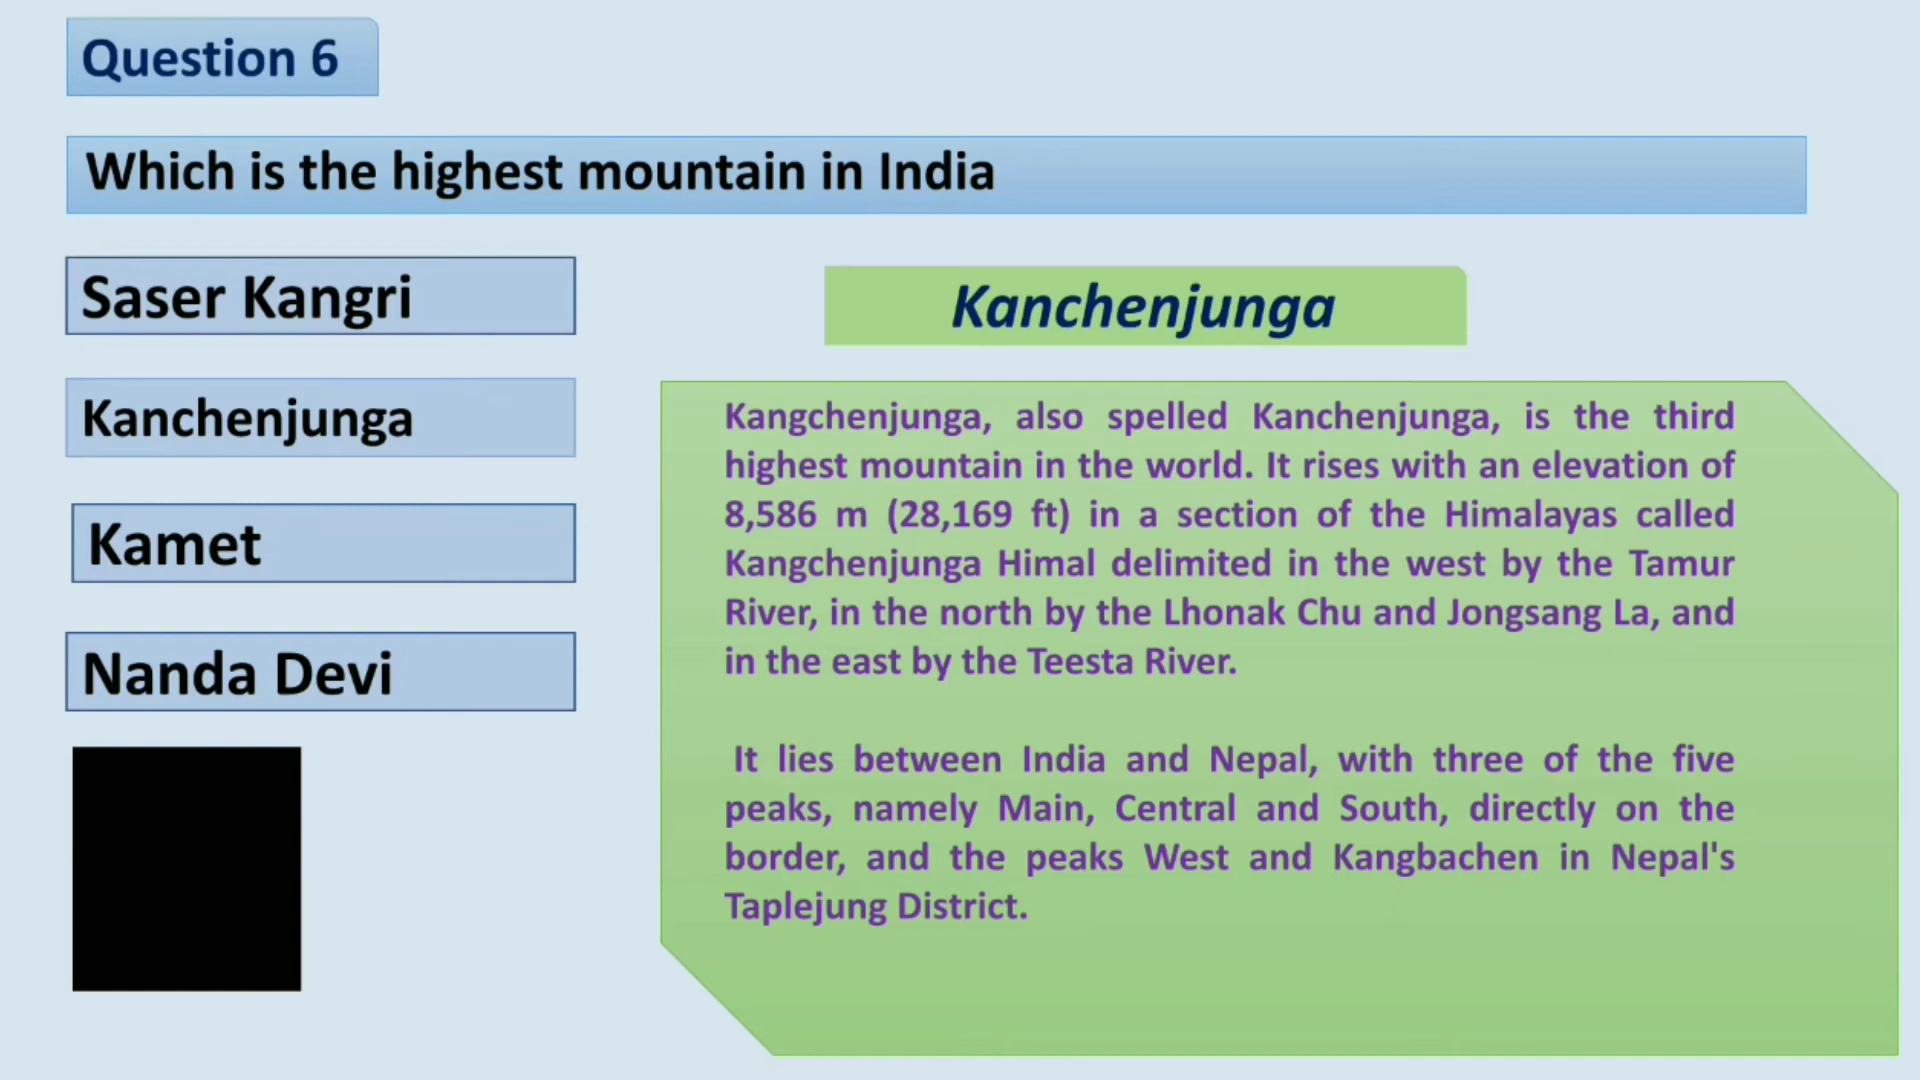 Question 6
Which is the highest mountain in India
Saser Kangri
Kanchenjunga
Kamet
Nanda Devi
Kanchenjunga
Kangchenjunga, also spelled Kanchenjunga, is the third
highest mountain in the world. It rises with an elevation of
8,586 m (28,169 ft) in a section of the Himalayas called
Kangchenjunga Himal delimited in the west by the Tamur
River, in the north by the Lhonak Chu and Jongsang La, and
in the east by the Teesta River.
It lies between India and Nepal, with three of the five
peaks, namely Main, Central and South, directly on the
border, and the peaks West and Kangbachen in Nepal's
Taplejung District.